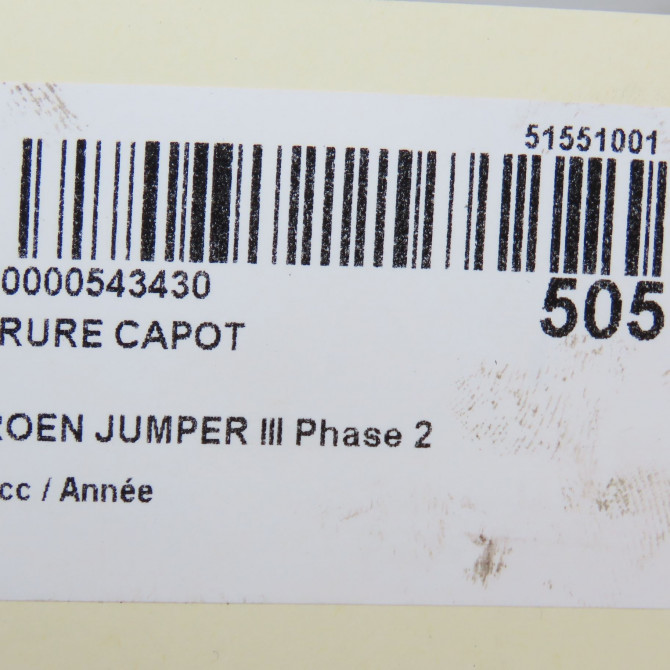 51551001
0000543430
505
RURE CAPOT
ROEN JUMPER III Phase 2
cc / Année